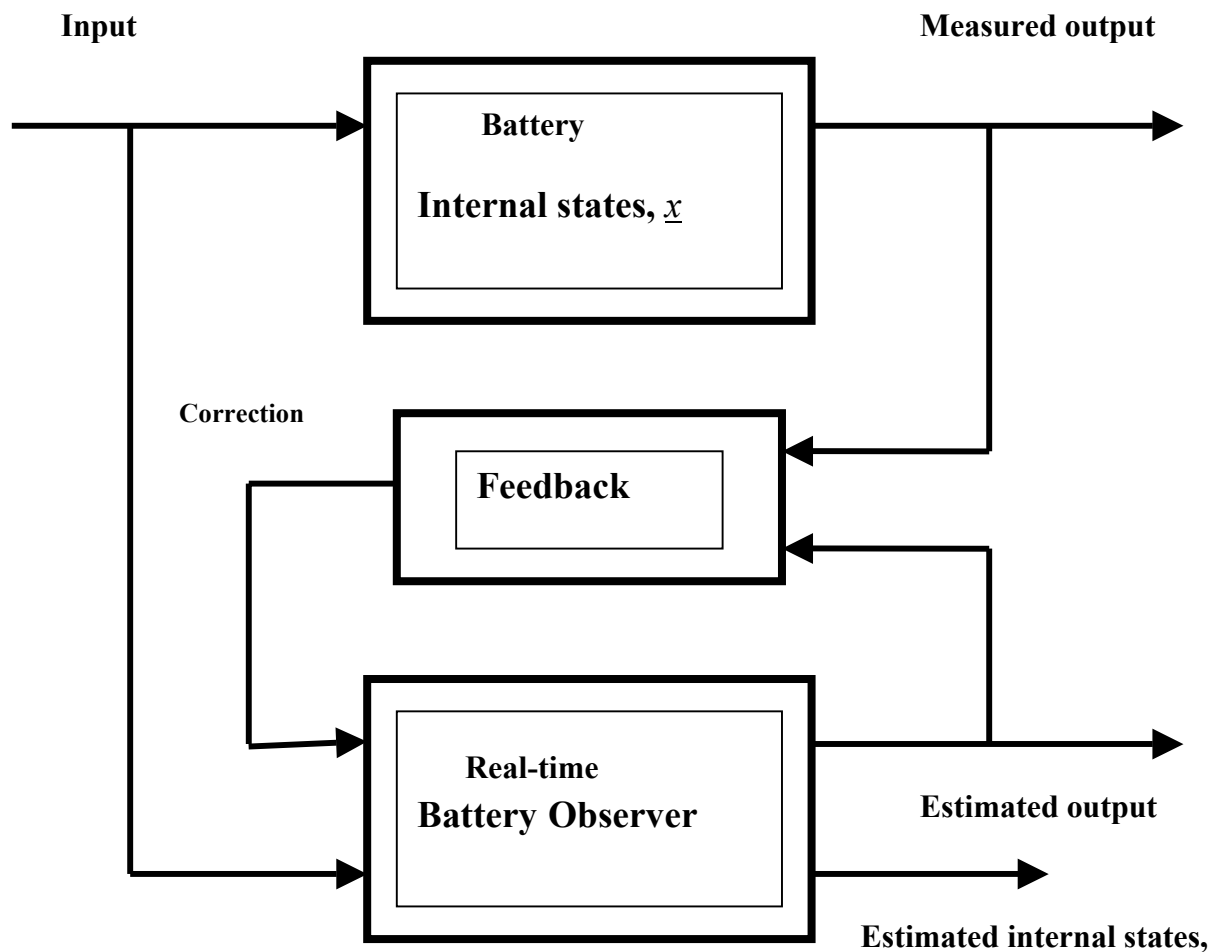 Input
Measured output
Battery
Internal states, x
Correction
Feedback
Real-time
Battery Observer
Estimated output
Estimated internal states,